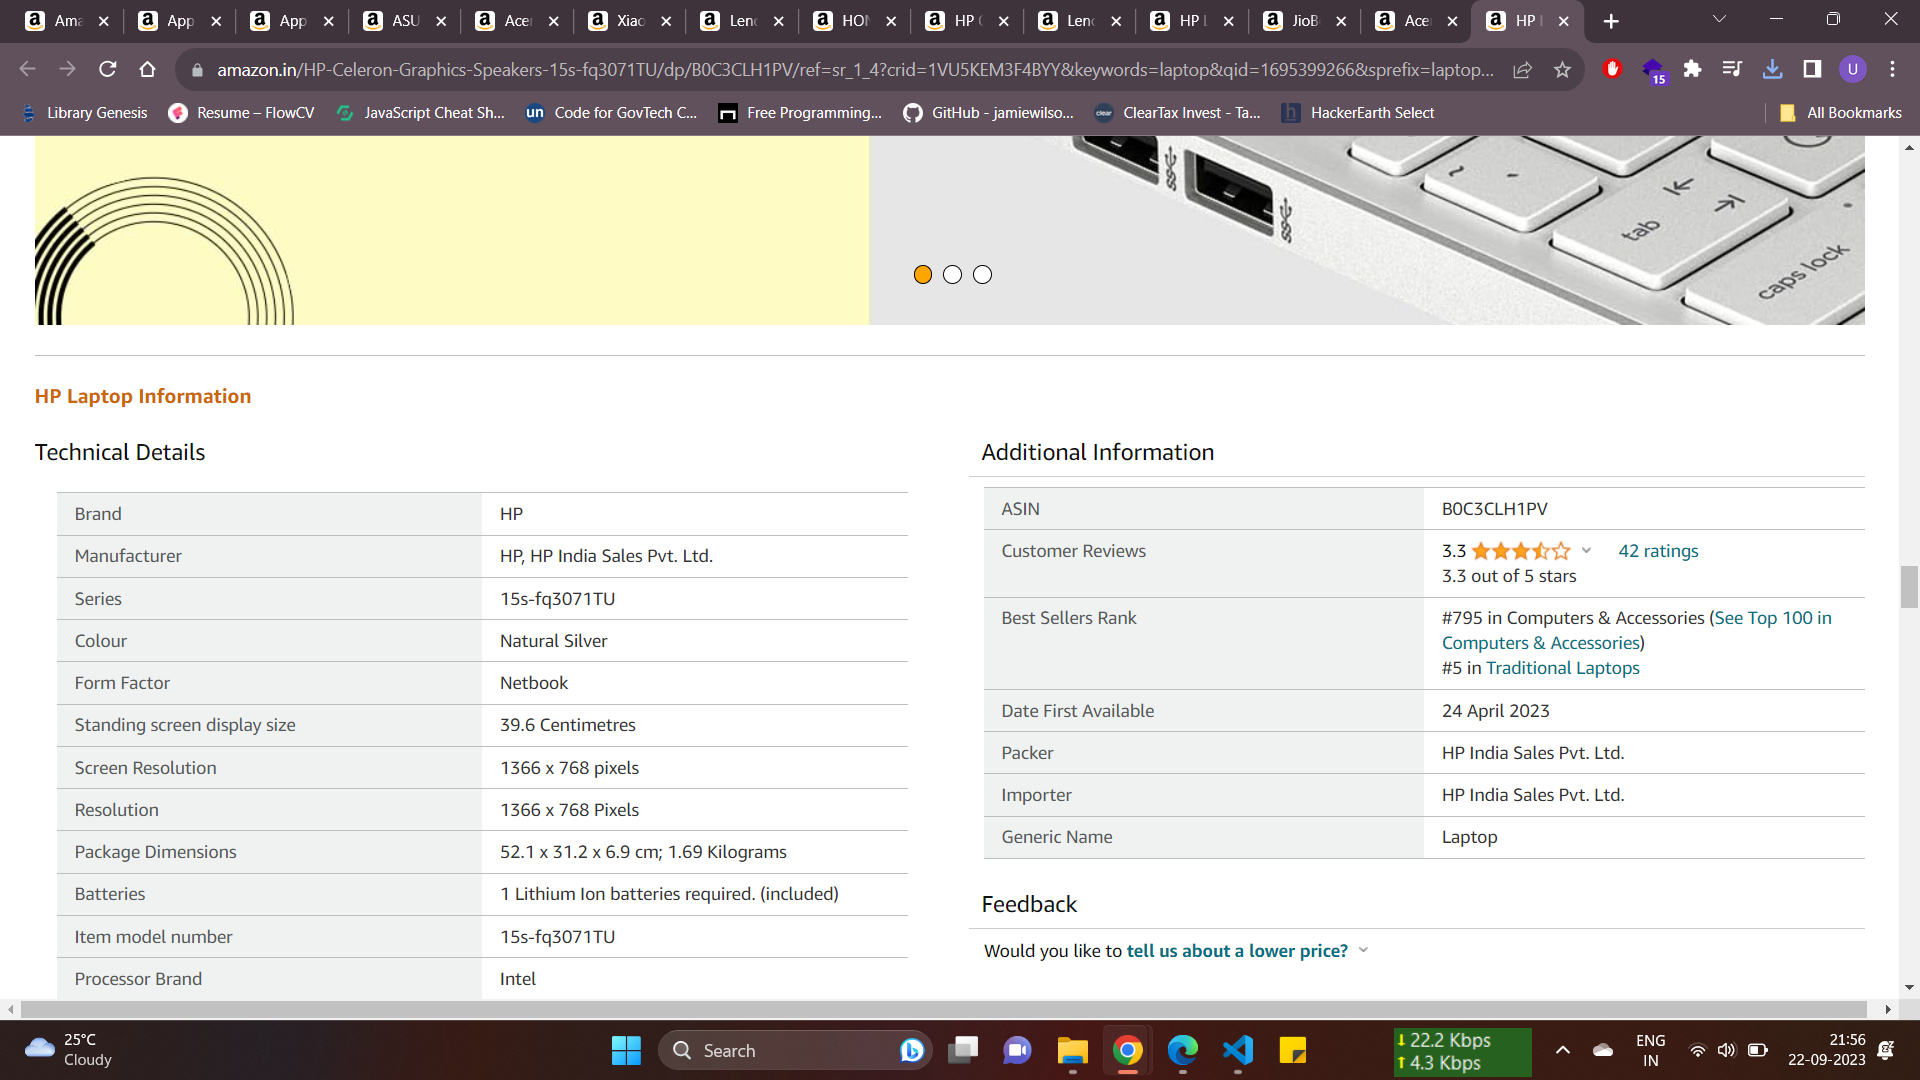 Ama
App
App
ASU
Acer
Xiao
Leno
HON
HP
Leno
HP L
JioB
Acer
HP
amazon.in/HP-Celeron-Graphics-Speakers-15s-fq3071TU/dp/B0C3CLH1PV/ref=sr_1_4?crid=1VU5KEM3F4BYY&keywords=laptop&qid=1695399266&sprefix=laptop...
15
U
Library Genesis
Resume – FlowCV
JavaScript Cheat Sh...
un Code for GovTech C...
Free Programming...
GitHub - jamiewilso...
clear ClearTax Invest - Ta...
h HackerEarth Select
All Bookmarks
tab
caps lock
HP Laptop Information
Technical Details
Brand HP
Manufacturer HP, HP India Sales Pvt. Ltd.
Series 15s-fq3071TU
Colour Natural Silver
Form Factor Netbook
Standing screen display size 39.6 Centimetres
Screen Resolution 1366 x 768 pixels
Resolution 1366 x 768 Pixels
Package Dimensions 52.1 x 31.2 x 6.9 cm; 1.69 Kilograms
Batteries 1 Lithium Ion batteries required. (included)
Item model number 15s-fq3071TU
Processor Brand Intel
Additional Information
ASIN B0C3CLH1PV
Customer Reviews 3.3 42 ratings
3.3 out of 5 stars
Best Sellers Rank #795 in Computers & Accessories (See Top 100 in
Computers & Accessories)
#5 in Traditional Laptops
Date First Available 24 April 2023
Packer HP India Sales Pvt. Ltd.
Importer HP India Sales Pvt. Ltd.
Generic Name Laptop
Feedback
Would you like to tell us about a lower price?
25°C
Cloudy
Search
22.2 Kbps
4.3 Kbps
ENG
IN
21:56
22-09-2023